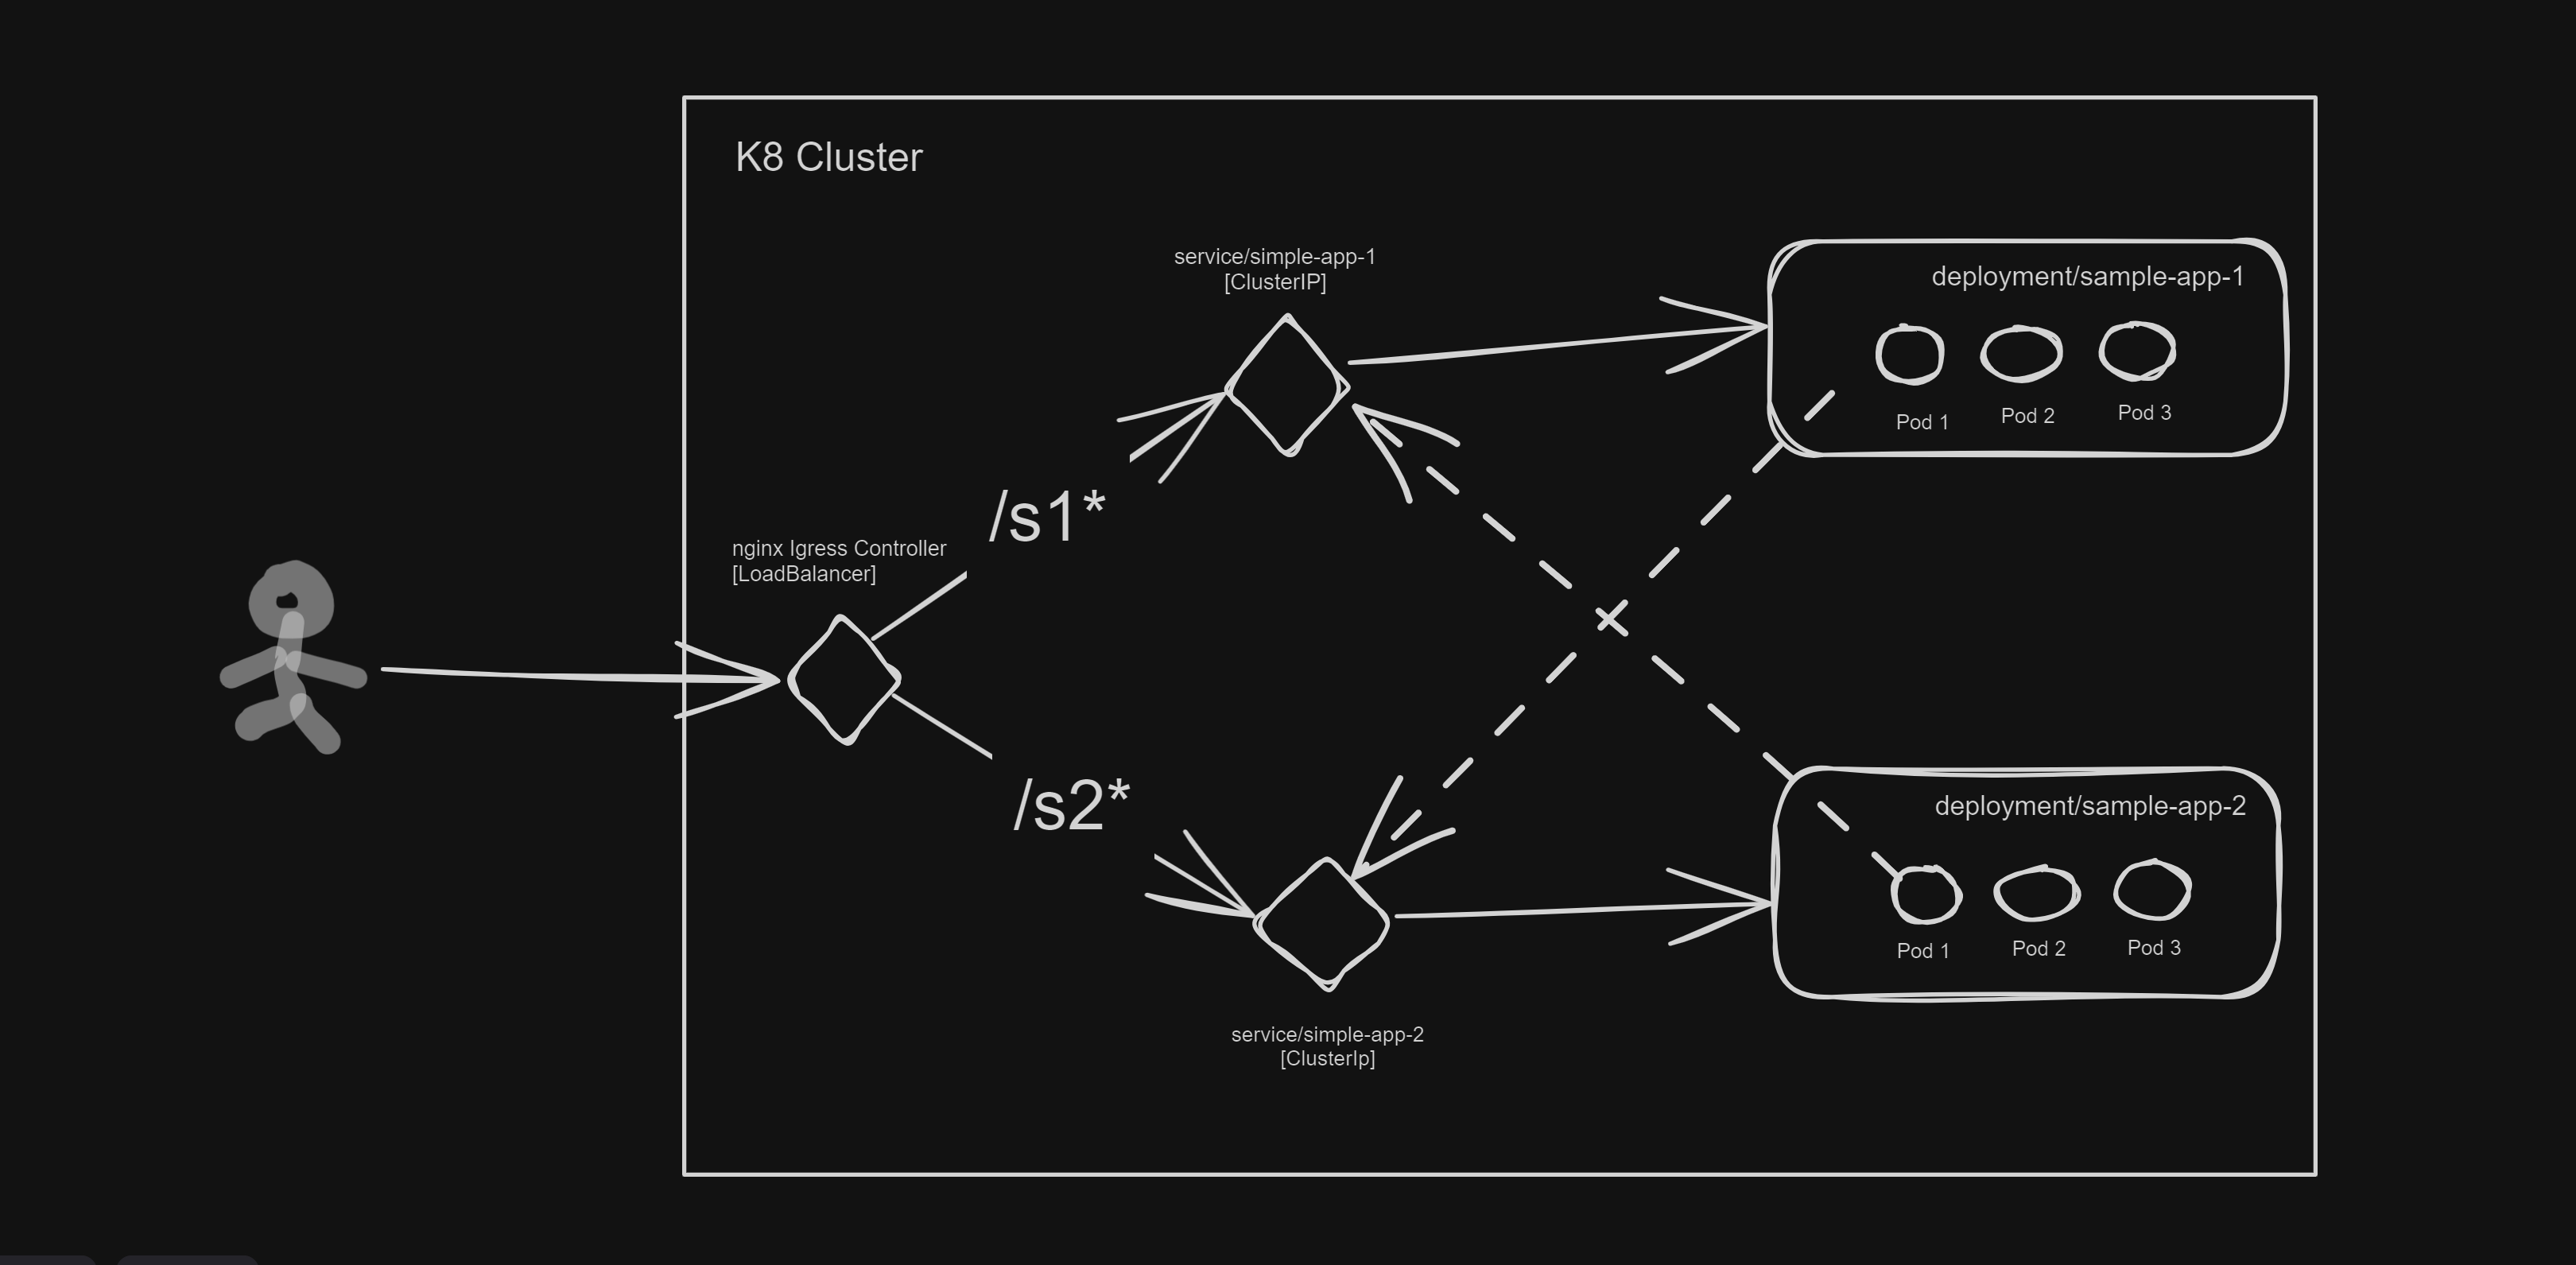 K8 Cluster
service/simple-app-1
[ClusterIP]
deployment/sample-app-1
Pod 1
Pod 2
Pod 3
/s1*
nginx Igress Controller
[LoadBalancer]
/s2*
deployment/sample-app-2
Pod 1
Pod 2
Pod 3
service/simple-app-2
[ClusterIp]